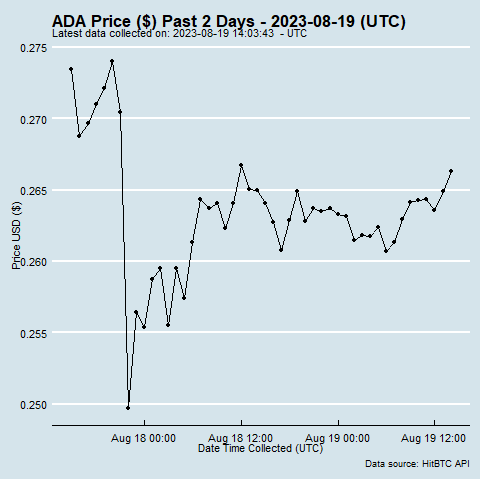 ADA Price ($) Past 2 Days - 2023-08-19 (UTC)
Latest data collected on: 2023-08-19 14:03:43 - UTC
0.275
0.270
0.265
0.260
0.255
0.250
Price USD ($)
Aug 18 00:00 Aug 18 12:00 Aug 19 00:00 Aug 19 12:00
Date Time Collected (UTC)
Data source: HitBTC API